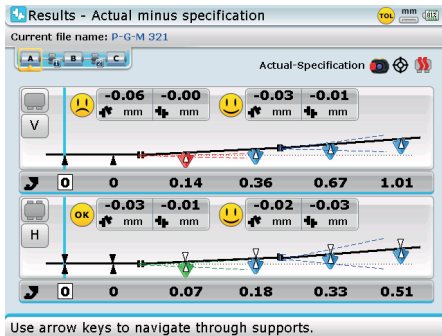 Results - Actual minus specification TOL mm
Current file name: P-G-M 321
A B C
Actual-Specification
-0.06 -0.00 -0.03 -0.01
mm mm mm mm
V
0 0 0.14 0.36 0.67 1.01
-0.03 -0.01 -0.02 -0.03
OK mm mm mm mm
H
0 0 0.07 0.18 0.33 0.51
Use arrow keys to navigate through supports.